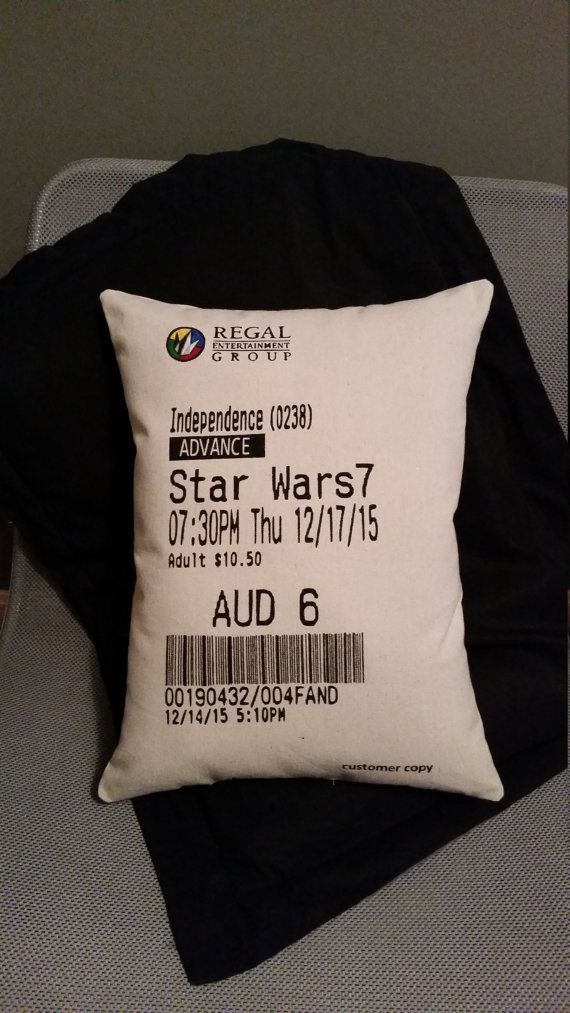 REGAL
ENTERTAINMENT
GROUP
Independence (0238)
ADVANCE
Star Wars7
07:30PM Thu 12/17/15
Adult $10.50
AUD 6
00190432/004FAND
12/14/15 5:10PM
customer copy